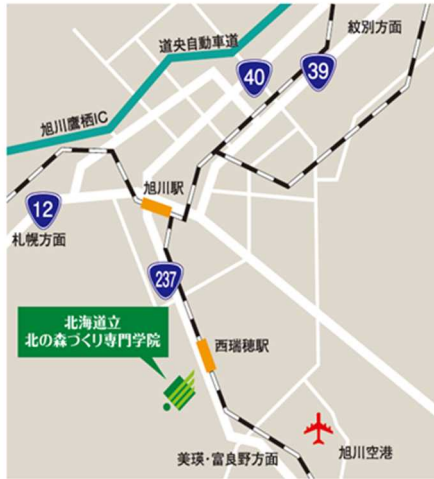 道央自動車道
紋別方面
40
39
旭川鷹栖IC
旭川駅
12
札幌方面
237
北海道立
北の森づくり専門学院
西瑞穂駅
旭川空港
美瑛・富良野方面